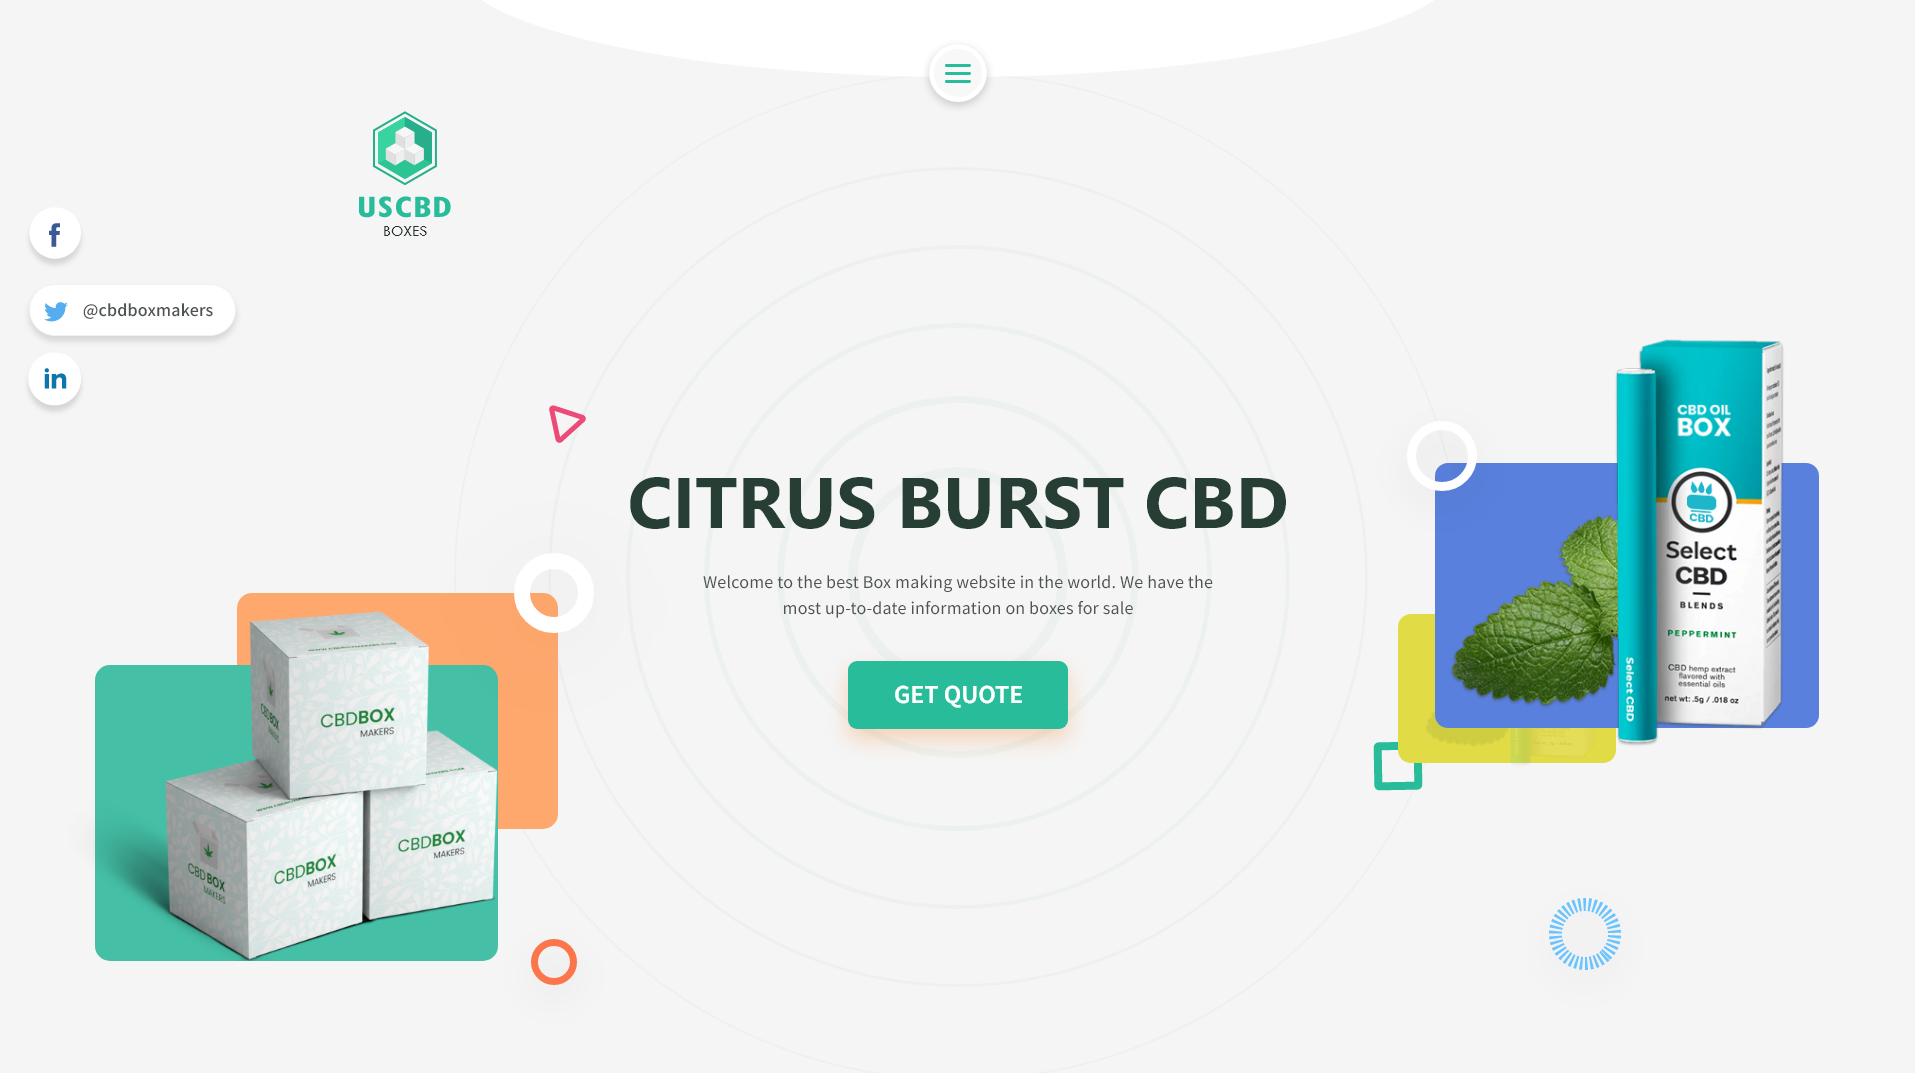 USCBD
BOXES
@cbdboxmakers
CITRUS BURST CBD
Welcome to the best Box making website in the world. We have the
most up-to-date information on boxes for sale
GET QUOTE
CBDBOX
MAKERS
CBDBOX
MAKERS
CBDBOX
MAKERS
CBDBOX
MAKERS
CBD OIL
BOX
CBD
Select
CBD
BLENDS
PEPPERMINT
CBD hemp extract
flavored with
essential oils
net wt: .5g / .018 oz
Select CBD